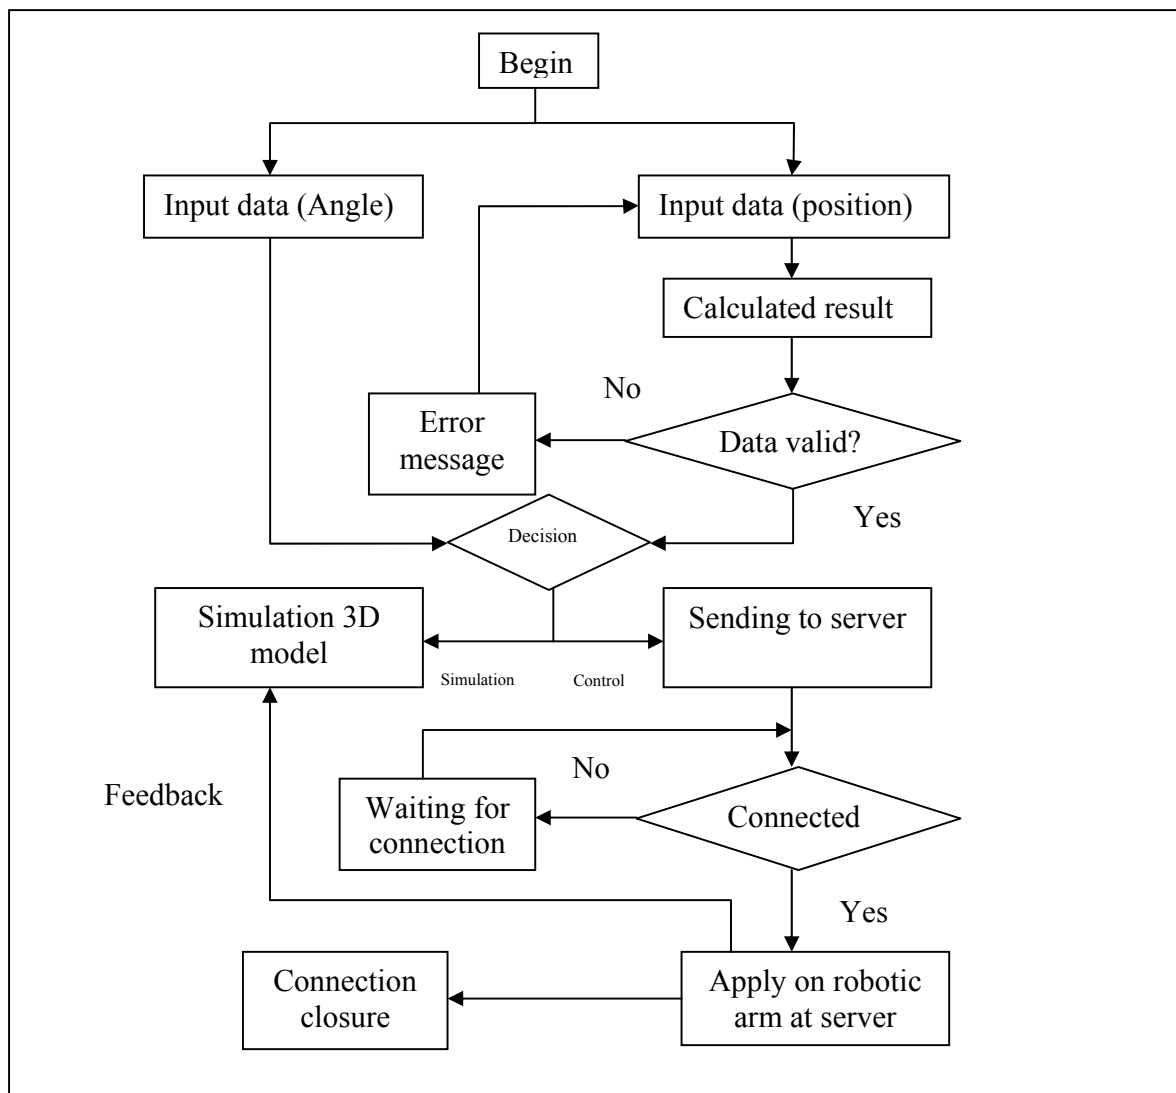 Begin
Input data (Angle)
Input data (position)
Calculated result
No
Error
message
Data valid?
Yes
Decision
Simulation 3D
model
Sending to server
Simulation
Control
No
Feedback
Waiting for
connection
Connected
Yes
Connection
closure
Apply on robotic
arm at server